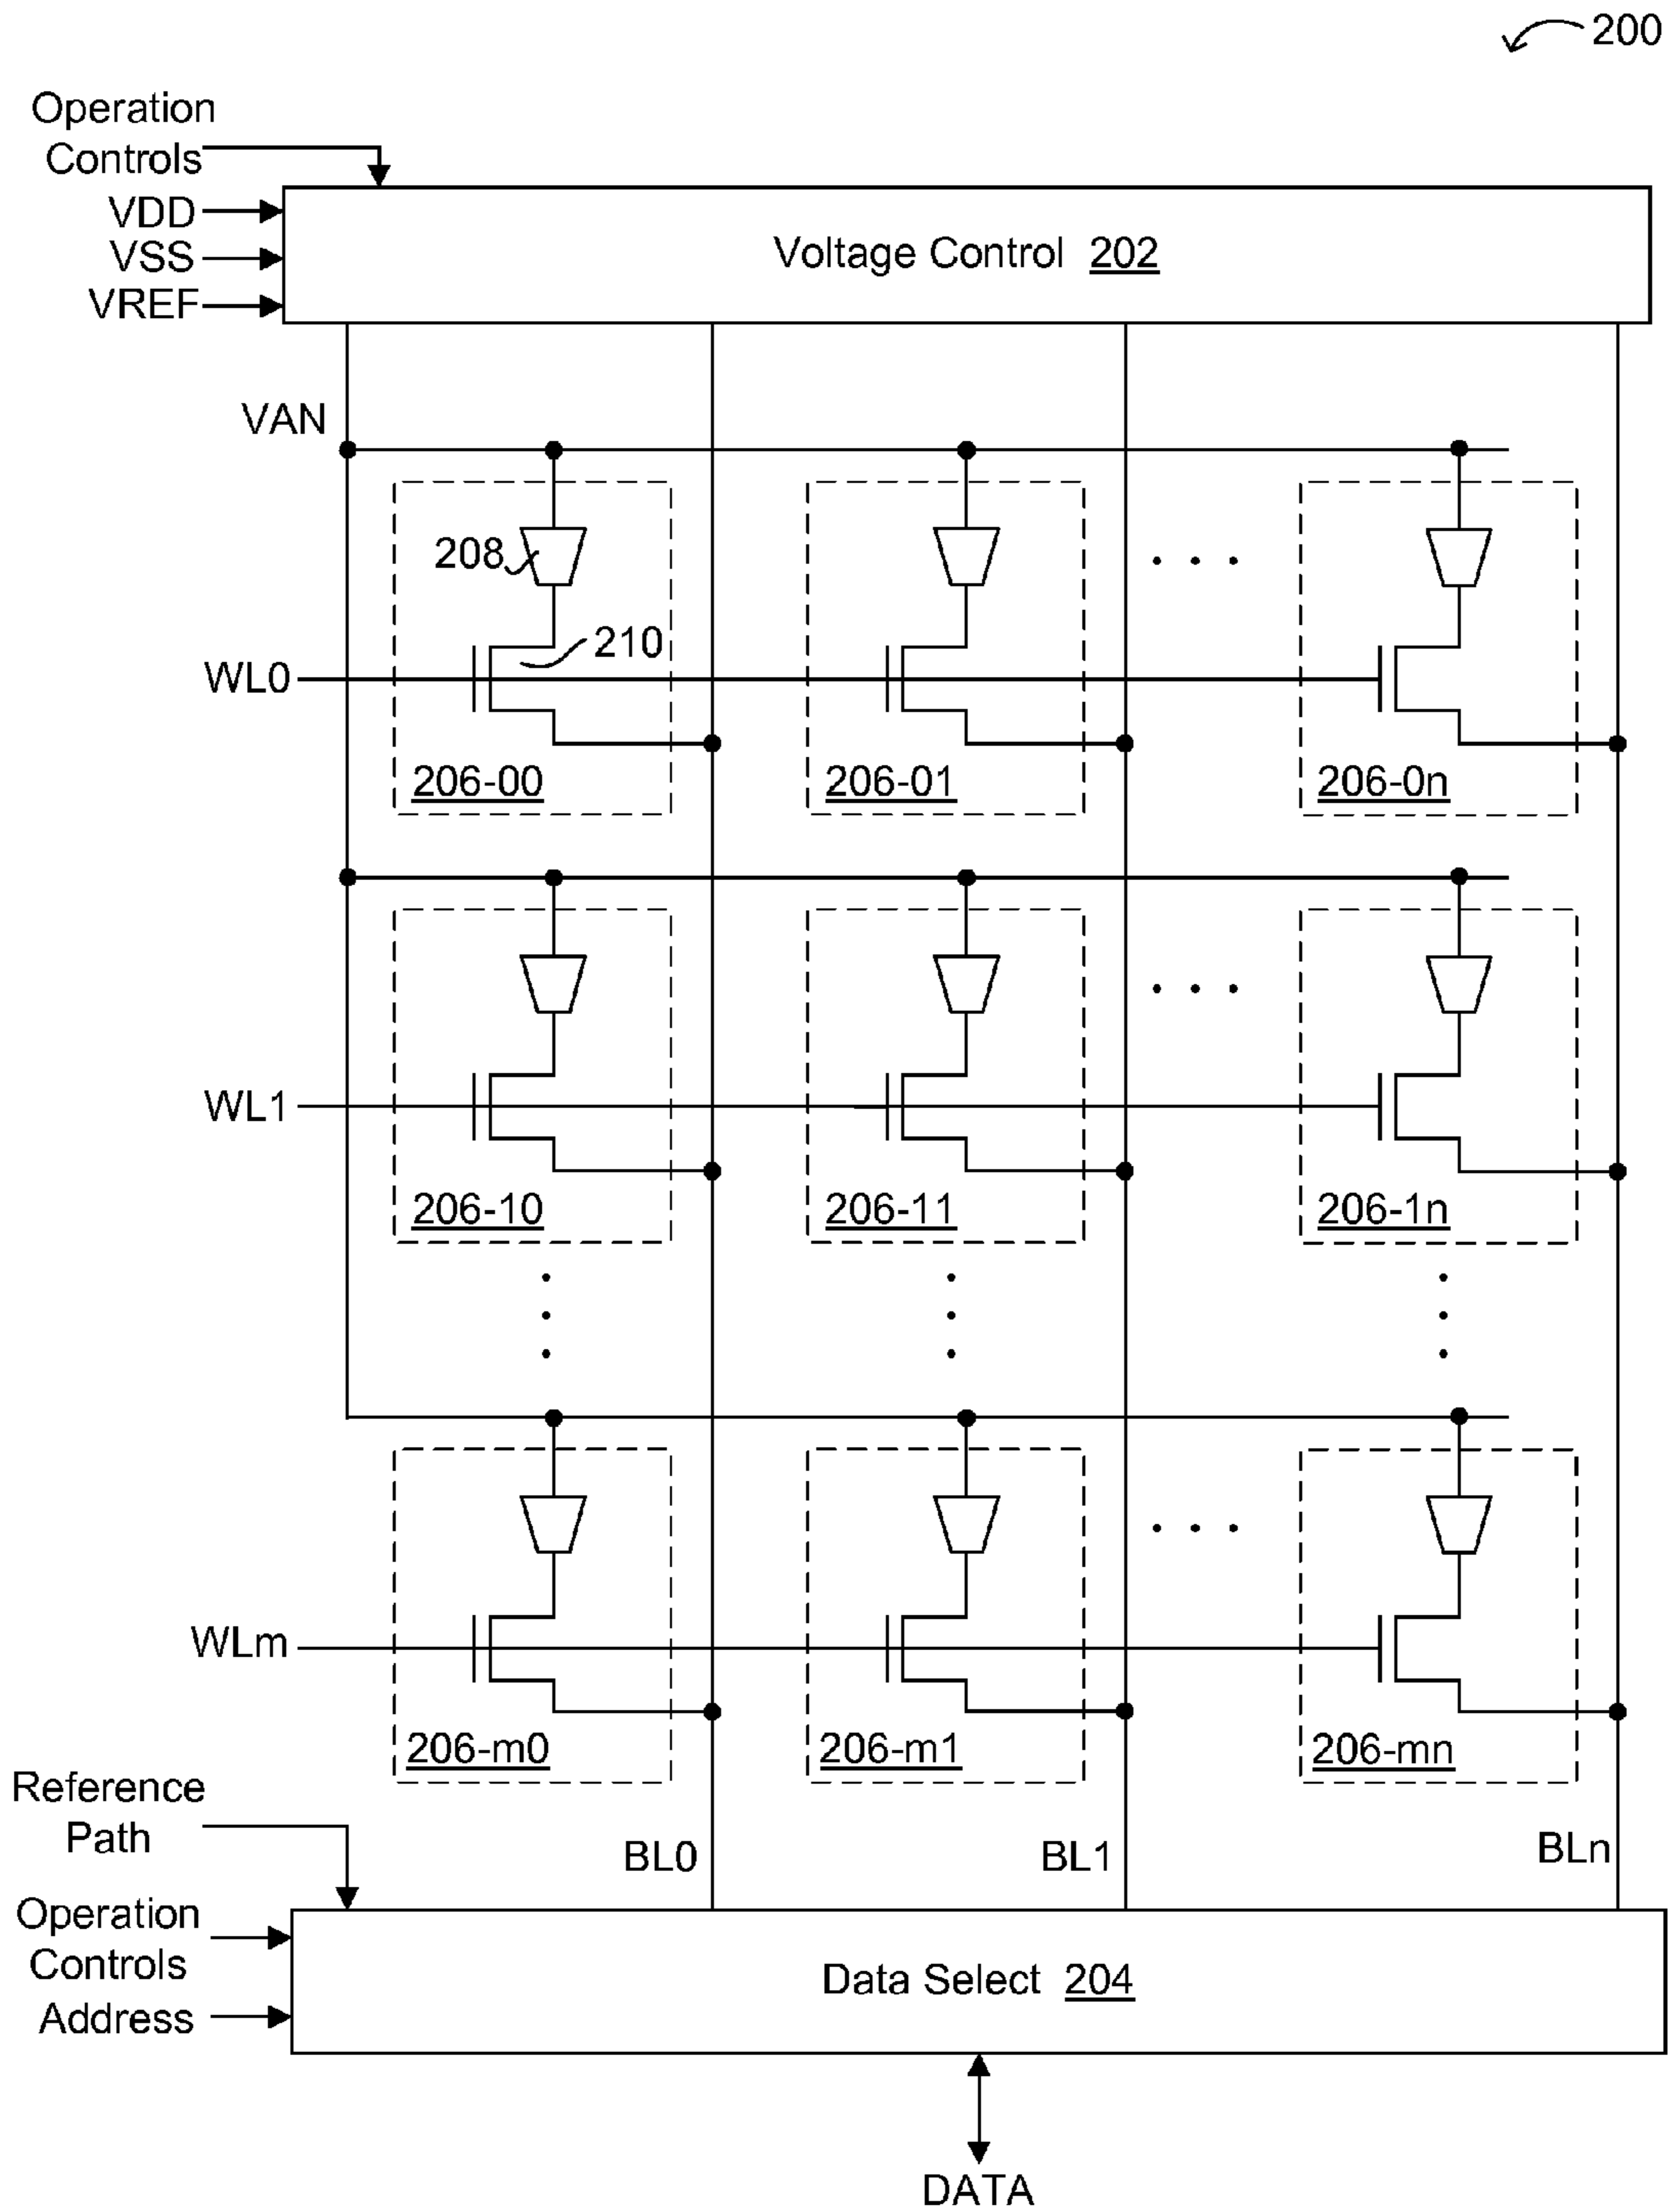 200
Operation
Controls
VDD
VSS
VREF
Voltage Control 202
VAN
208
210
WL0
206-00
206-01
206-0n
WL1
206-10
206-11
206-1n
WLm
206-m0
206-m1
206-mn
Reference
Path
BL0
BL1
BLn
Operation
Controls
Address
Data Select 204
DATA